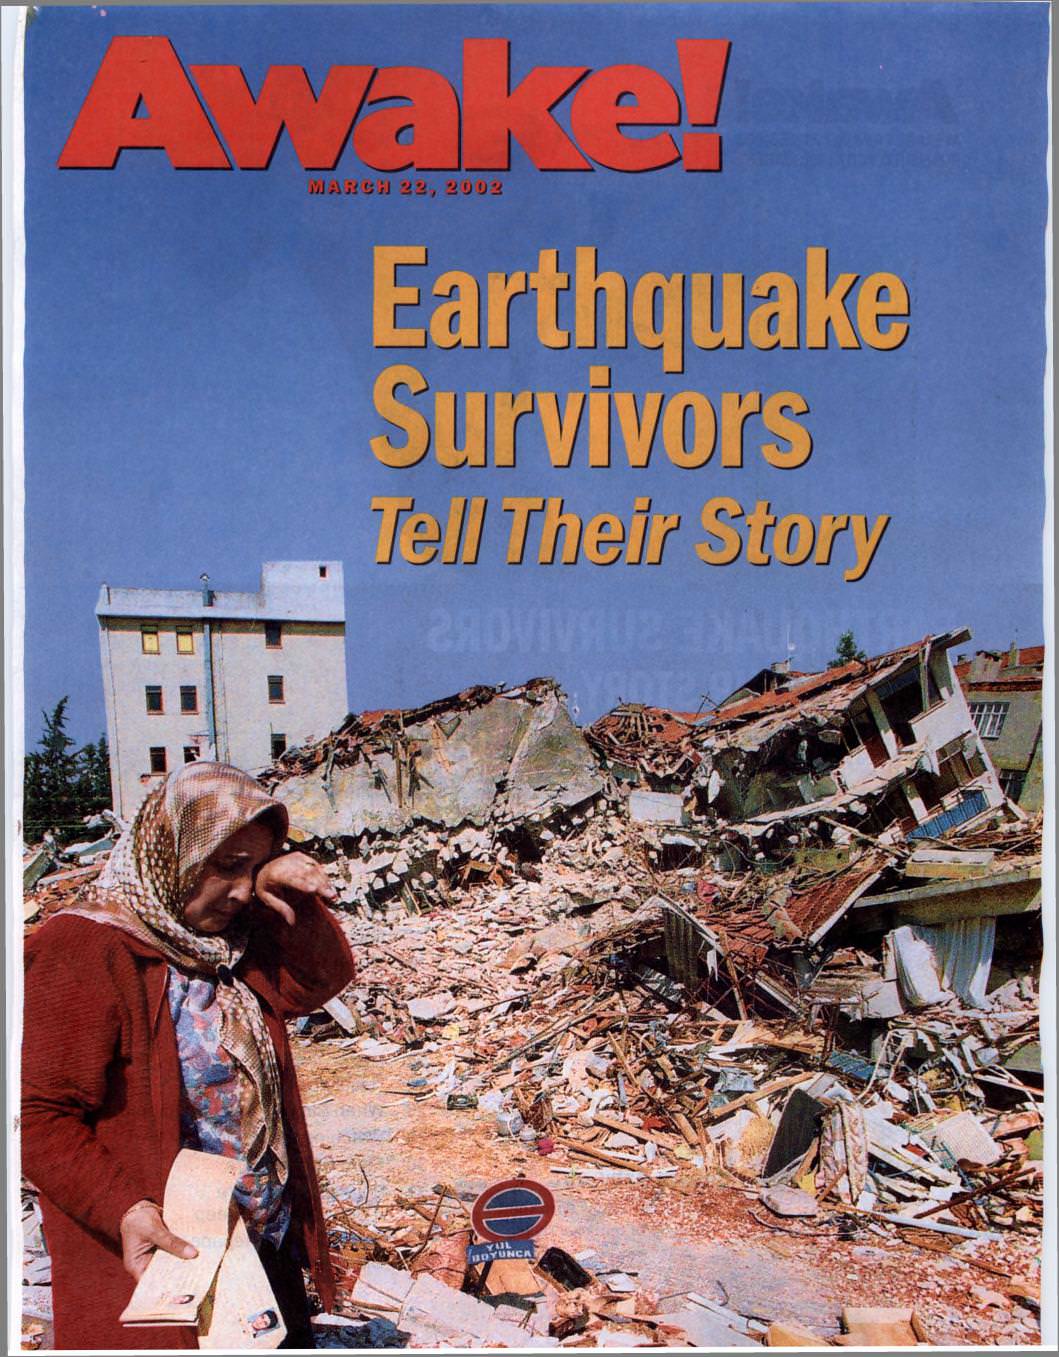 Awake!
MARCH 22, 2002
Earthquake
Survivors
Tell Their Story
YOL
BOYUNCA